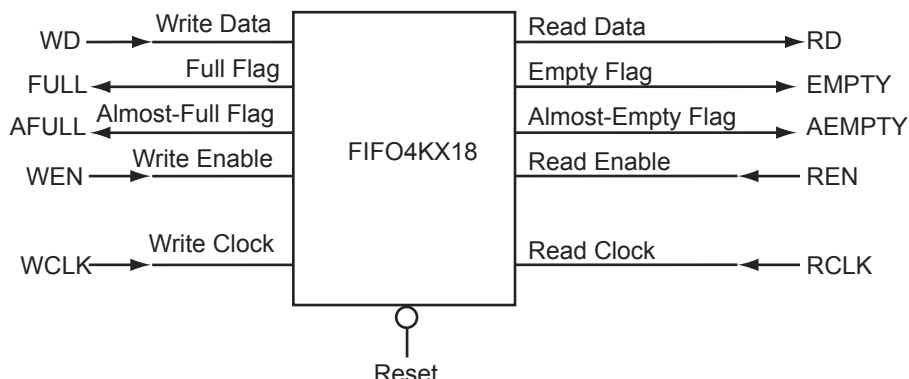 WD Write Data Read Data RD
FULL Full Flag Empty Flag EMPTY
AFULL Almost-Full Flag Almost-Empty Flag AEMPTY
FIFO4KX18
WEN Write Enable Read Enable REN
WCLK Write Clock Read Clock RCLK
Reset